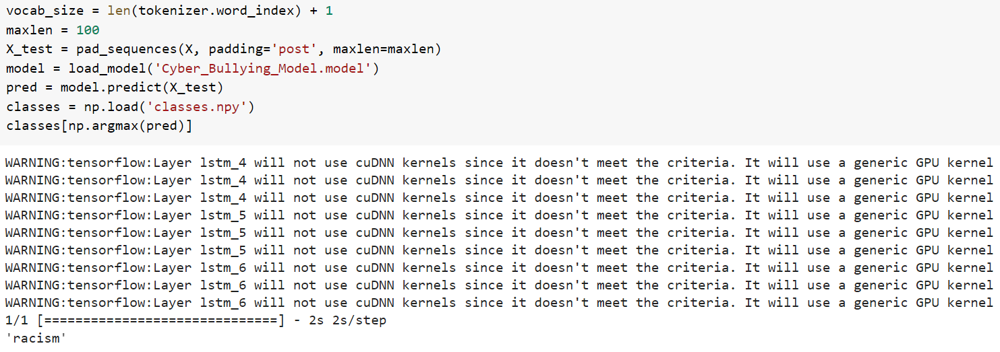 vocab_size = len(tokenizer.word_index) + 1
maxlen = 100
X_test = pad_sequences(X, padding='post', maxlen=maxlen)
model = load_model('Cyber_Bullying_Model.model')
pred = model.predict(X_test)
classes = np.load('classes.npy')
classes[np.argmax(pred)]
WARNING:tensorflow:Layer lstm_4 will not use cuDNN kernels since it doesn't meet the criteria. It will use a generic GPU kernel
WARNING:tensorflow:Layer lstm_4 will not use cuDNN kernels since it doesn't meet the criteria. It will use a generic GPU kernel
WARNING:tensorflow:Layer lstm_4 will not use cuDNN kernels since it doesn't meet the criteria. It will use a generic GPU kernel
WARNING:tensorflow:Layer lstm_5 will not use cuDNN kernels since it doesn't meet the criteria. It will use a generic GPU kernel
WARNING:tensorflow:Layer lstm_5 will not use cuDNN kernels since it doesn't meet the criteria. It will use a generic GPU kernel
WARNING:tensorflow:Layer lstm_5 will not use cuDNN kernels since it doesn't meet the criteria. It will use a generic GPU kernel
WARNING:tensorflow:Layer lstm_6 will not use cuDNN kernels since it doesn't meet the criteria. It will use a generic GPU kernel
WARNING:tensorflow:Layer lstm_6 will not use cuDNN kernels since it doesn't meet the criteria. It will use a generic GPU kernel
WARNING:tensorflow:Layer lstm_6 will not use cuDNN kernels since it doesn't meet the criteria. It will use a generic GPU kernel
1/1 [==============================] - 2s 2s/step
'racism'